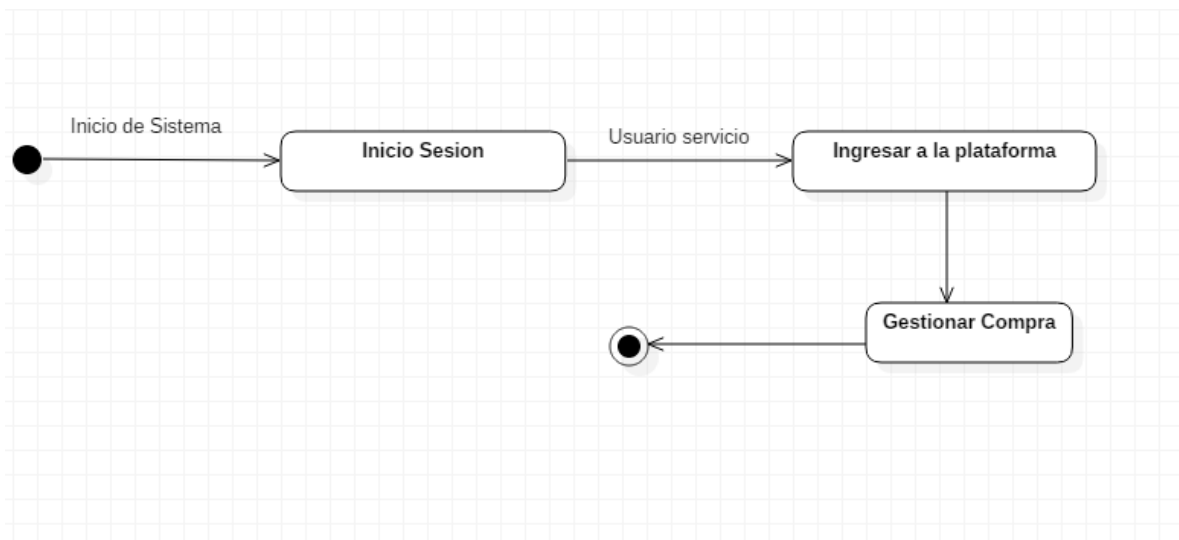 Inicio de Sistema
Inicio Sesion
Usuario servicio
Ingresar a la plataforma
Gestionar Compra